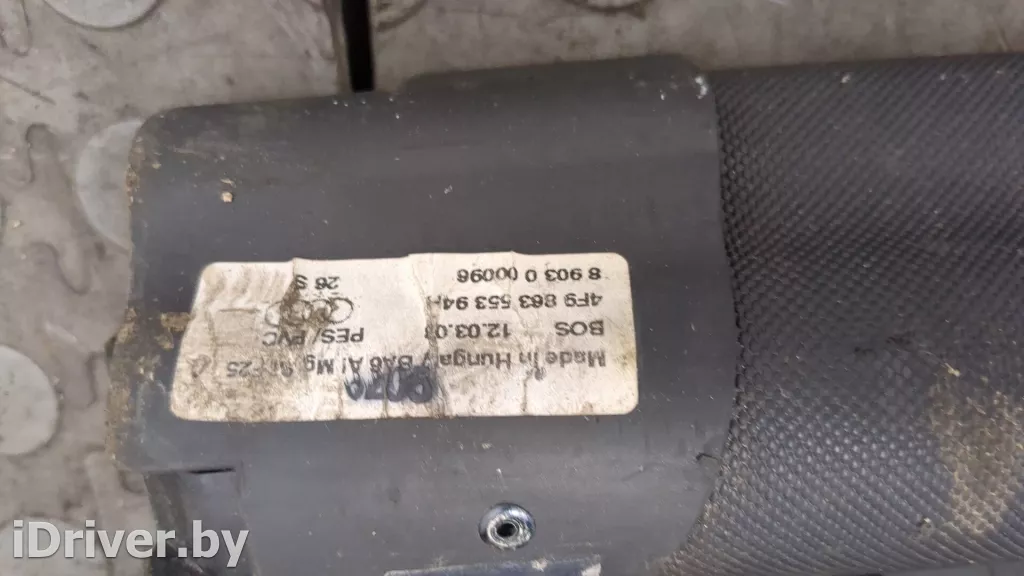 Made in Hungary
BOS 12.03.0
PES/PVC
4F9 863 553 94H
8 903 0 00096
26 S
iDriver.by